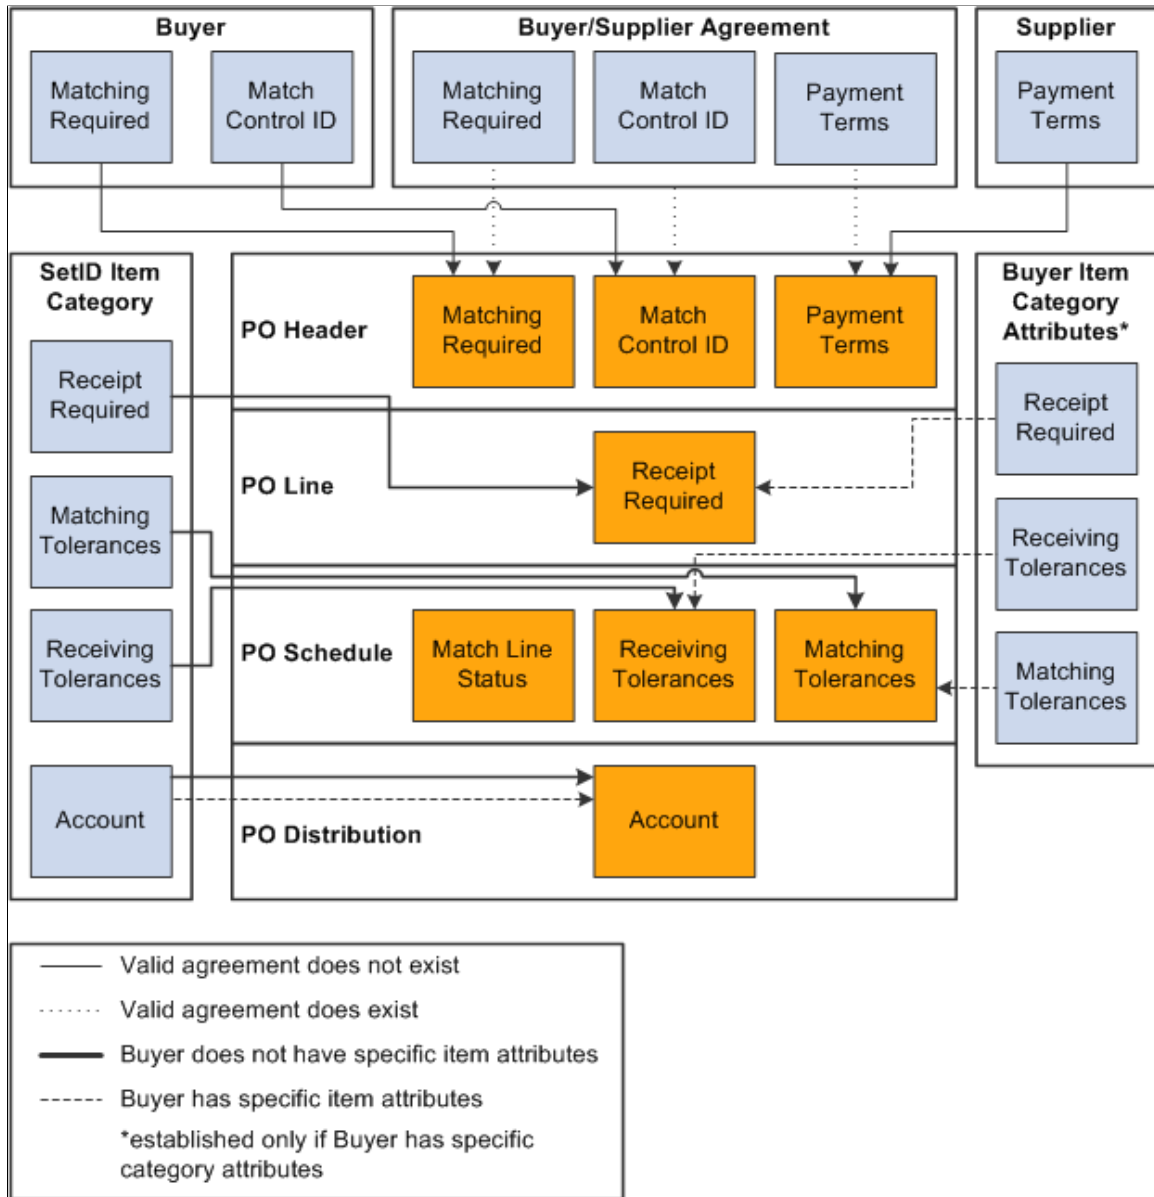 Buyer
Matching
Required
Match
Control ID
Buyer/Supplier Agreement
Matching
Required
Match
Control ID
Payment
Terms
Supplier
Payment
Terms
SetID Item
Category
Receipt
Required
Matching
Tolerances
Receiving
Tolerances
Account
PO Header
Matching
Required
Match
Control ID
Payment
Terms
PO Line
Receipt
Required
PO Schedule
Match Line
Status
Receiving
Tolerances
Matching
Tolerances
PO Distribution
Account
Buyer Item
Category
Attributes*
Receipt
Required
Receiving
Tolerances
Matching
Tolerances
Valid agreement does not exist
Valid agreement does exist
Buyer does not have specific item attributes
Buyer has specific item attributes
*established only if Buyer has specific
category attributes